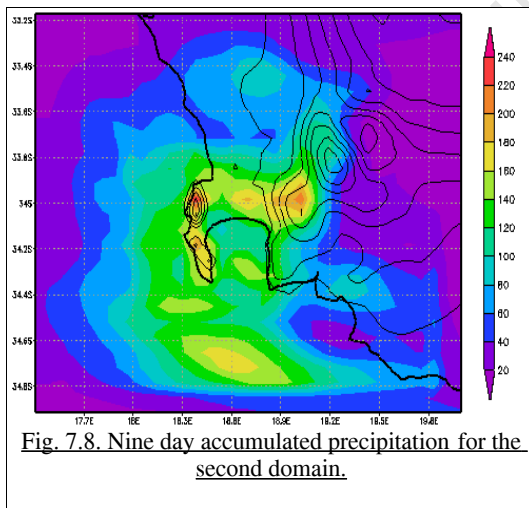 33.2S
33.4S
33.6S
33.8S
34S
34.2S
34.4S
34.6S
34.8S
17.7E 18E 18.3E 18.6E 18.9E 19.2E 19.5E 19.8E
240
220
200
180
160
140
120
100
80
60
40
20
Fig. 7.8. Nine day accumulated precipitation for the
second domain.